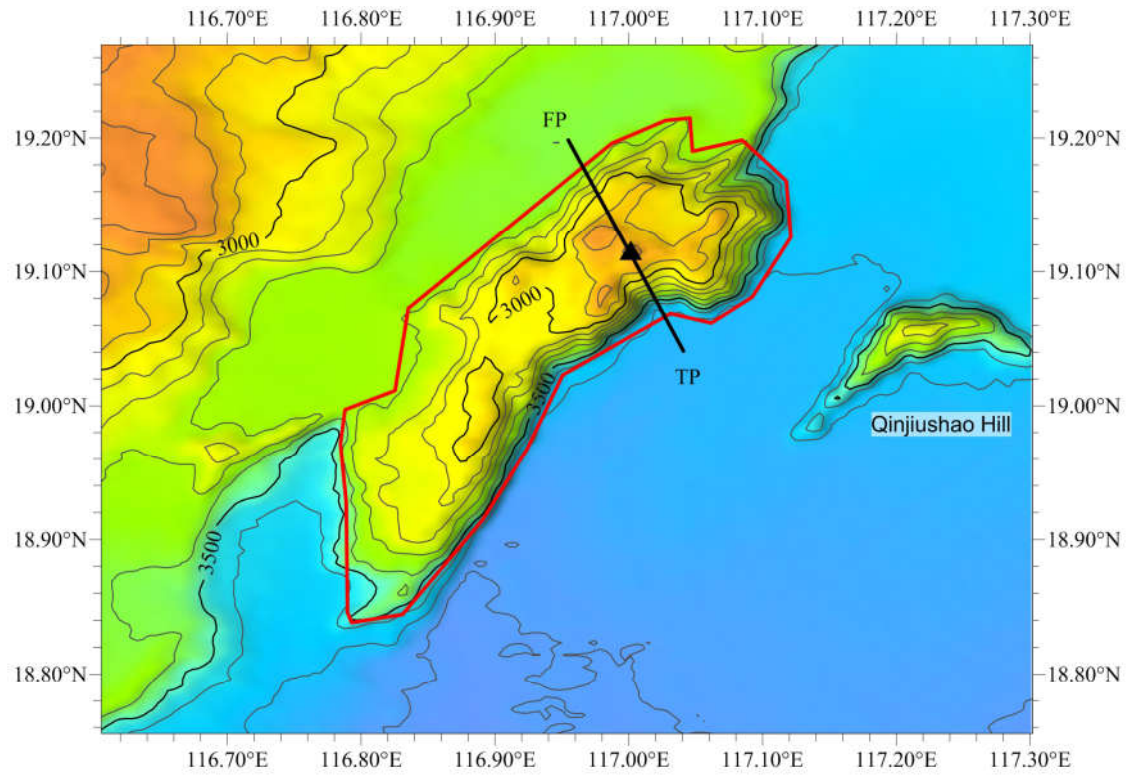 116.70°E 116.80°E 116.90°E 117.00°E 117.10°E 117.20°E 117.30°E
19.20°N FP 19.20°N
-
3000
19.10°N 19.10°N
3000
TP
3500
19.00°N 19.00°N
Qinjiushao Hill
18.90°N 3500 18.90°N
18.80°N 18.80°N
116.70°E 116.80°E 116.90°E 117.00°E 117.10°E 117.20°E 117.30°E